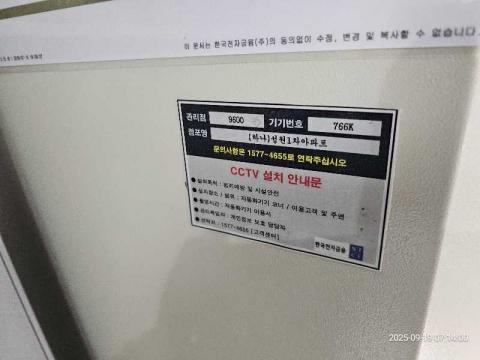 이 문서는 한국전자금융(주)의 동의없이 수정, 변경 및 복사할 수 없습니다.
관리점 9600 기기번호 766K
점포명 (하나)성원1차아파트
문의사항은 1577-4655로 연락주십시오
CCTV 설치 안내문
● 설치목적 : 범죄예방 및 시설안전
● 설치장소 / 범위 : 자동화기기 코너 / 이용고객 및 주변
● 촬영시간 : 자동화기기 이용시
● 관리책임자 : 개인정보 보호 담당자
● 연락처 : 1577-4655 [고객센터]
한국전자금융
2025-09-19 07:14:00